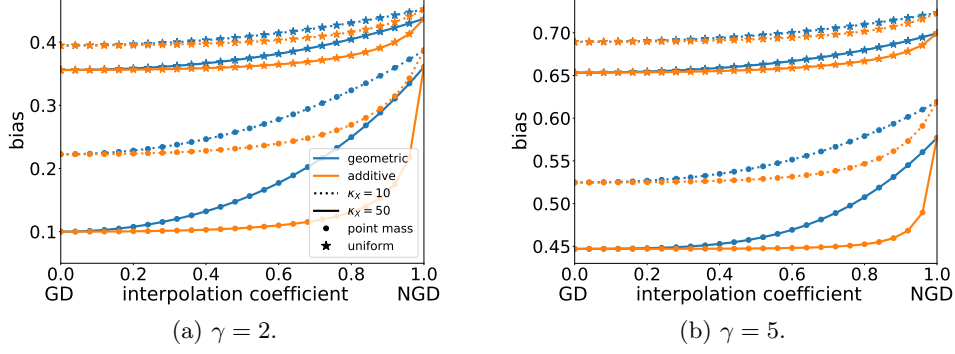 bias
0.4
0.3
0.2
0.1
geometric
additive
κX = 10
κX = 50
point mass
uniform
0.0 0.2 0.4 0.6 0.8 1.0
GD interpolation coefficient NGD
(a) γ = 2.
bias
0.70
0.65
0.60
0.55
0.50
0.45
0.0 0.2 0.4 0.6 0.8 1.0
GD interpolation coefficient NGD
(b) γ = 5.